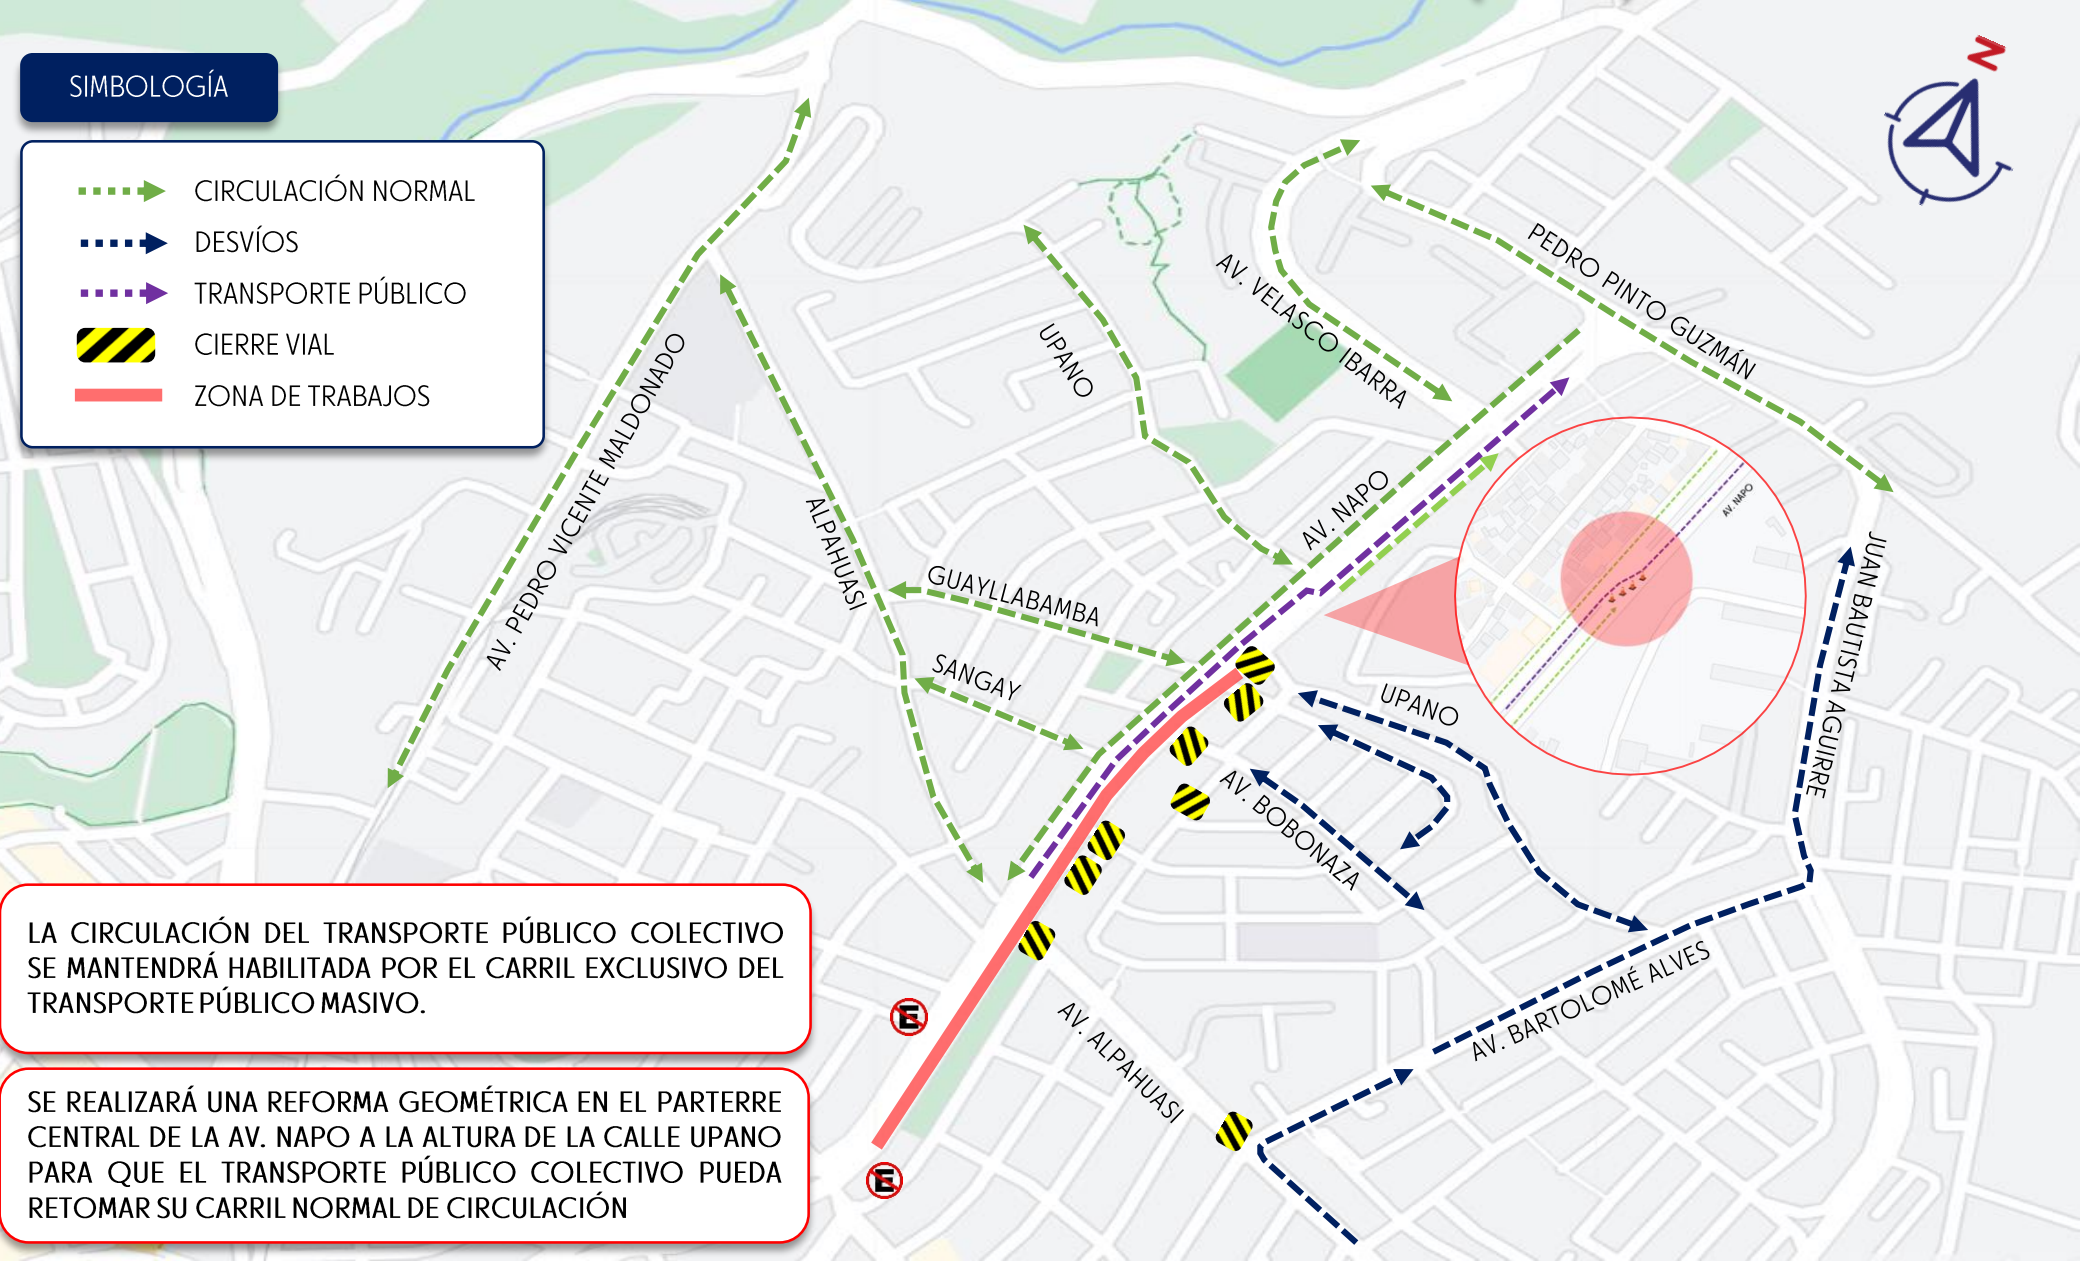 SIMBOLOGÍA
CIRCULACIÓN NORMAL
DESVÍOS
TRANSPORTE PÚBLICO
CIERRE VIAL
ZONA DE TRABAJOS
N
PEDRO PINTO GUZMÁN
AV. VELASCO IBARRA
UPANO
AV. PEDRO VICENTE MALDONADO
ALPAHUASI
AV. NAPO
AV. NAPO
GUAYLLABAMBA
SANGAY
UPANO
JUAN BAUTISTA AGUIRRE
AV. BOBONAZA
AV. BARTOLOMÉ ALVES
AV. ALPAHUASI
E
E
LA CIRCULACIÓN DEL TRANSPORTE PÚBLICO COLECTIVO
SE MANTENDRÁ HABILITADA POR EL CARRIL EXCLUSIVO DEL
TRANSPORTE PÚBLICO MASIVO.
SE REALIZARÁ UNA REFORMA GEOMÉTRICA EN EL PARTERRE
CENTRAL DE LA AV. NAPO A LA ALTURA DE LA CALLE UPANO
PARA QUE EL TRANSPORTE PÚBLICO COLECTIVO PUEDA
RETOMAR SU CARRIL NORMAL DE CIRCULACIÓN